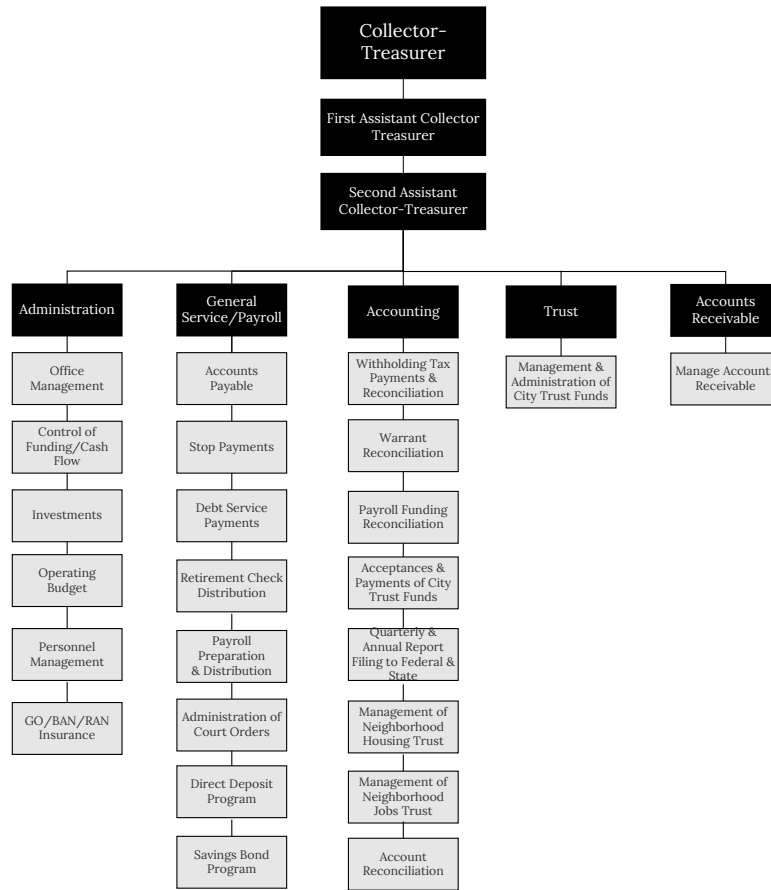 Collector-
Treasurer
First Assistant Collector
Treasurer
Second Assistant
Collector-Treasurer
Administration
Office
Management
Control of
Funding/Cash
Flow
Investments
Operating
Budget
Personnel
Management
GO/BAN/RAN
Insurance
General
Service/Payroll
Accounts
Payable
Stop Payments
Debt Service
Payments
Retirement Check
Distribution
Payroll
Preparation
& Distribution
Administration of
Court Orders
Direct Deposit
Program
Savings Bond
Program
Accounting
Withholding Tax
Payments &
Reconciliation
Warrant
Reconciliation
Payroll Funding
Reconciliation
Acceptances &
Payments of City
Trust Funds
Quarterly &
Annual Report
Filing to Federal &
State
Management of
Neighborhood
Housing Trust
Management of
Neighborhood
Jobs Trust
Account
Reconciliation
Trust
Management &
Administration of
City Trust Funds
Accounts
Receivable
Manage Accounts
Receivable